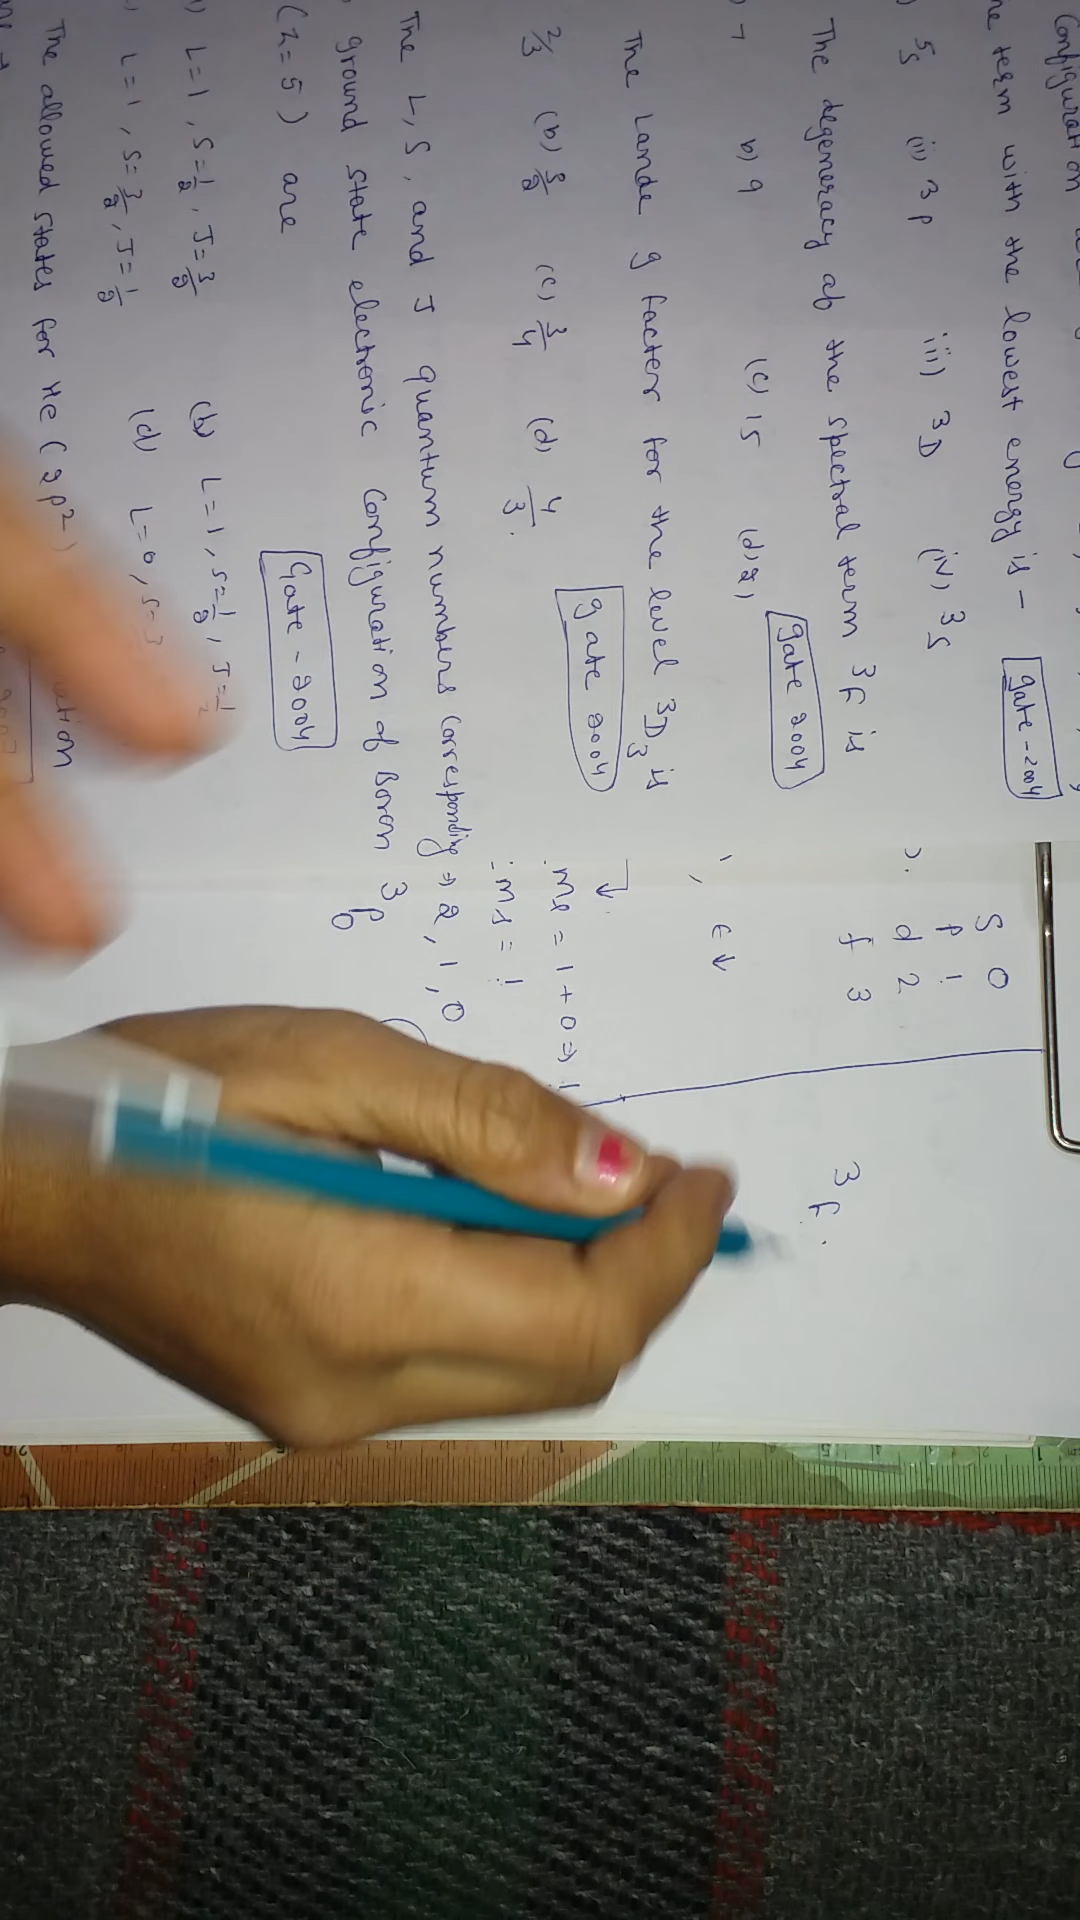 Configuration
term with the lowest energy is - gate-2004
5s (ii) 3p iii) 3D (iv) 3s
The degeneracy of the spectral term 3F is
7 b) 9 (c) 15 (d) 21 gate 2004
The Lande g factor for the level 3D3 is
2/3 (b) (c) 3/4 (d) 4/3. gate 2004
The L, S, and J quantum numbers corresponding
ground state electronic Configuration of Boron
(Z=5) are Gate-2004
L=1, S=1/2, J=3/2 (b) L=1, S=1/2, J=1/2
L=1, S=3/2, J=1/2 (d) L=0, S=3
The allowed states for He (2p2)
S 0
p 1
d 2
f 3
ml = 1+0 =>
ms = 1
=> 2, 1, 0
3p
3F